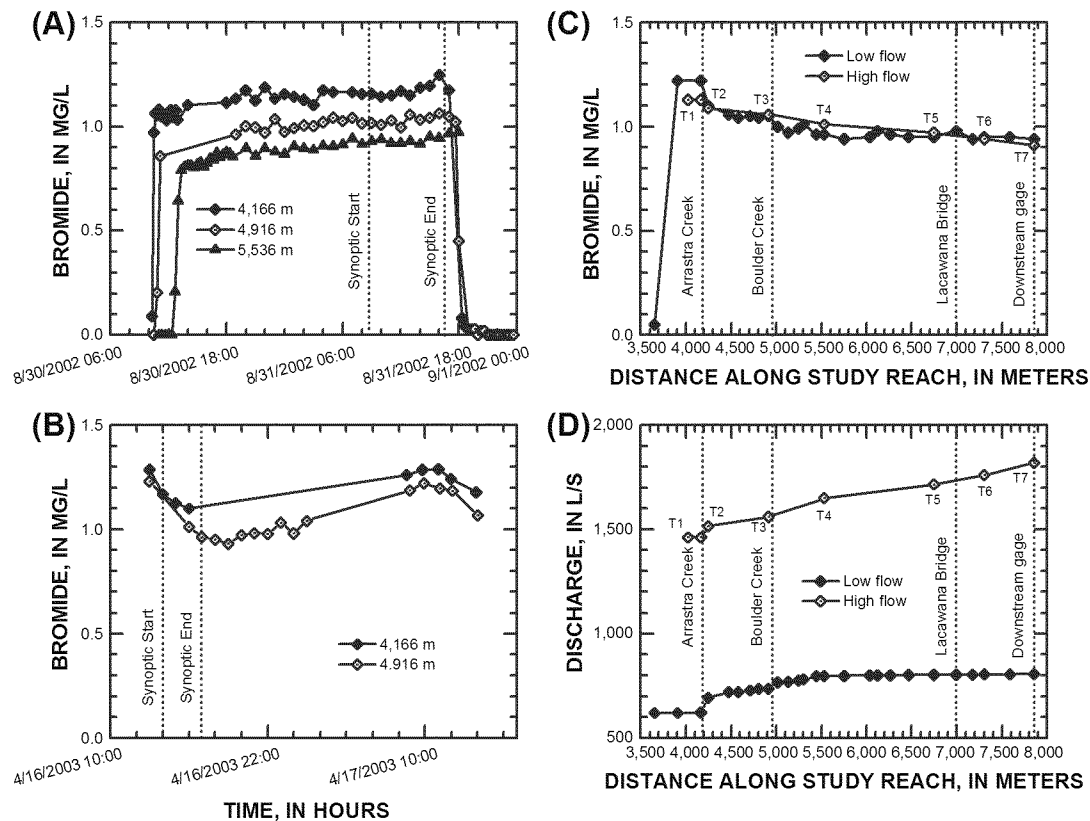 (A)
BROMIDE, IN MG/L
1.5
1.0
0.5
0.0
4,166 m
4,916 m
5,536 m
Synoptic Start
Synoptic End
8/30/2002 06:00
8/30/2002 18:00
8/31/2002 06:00
8/31/2002 18:00
9/1/2002 00:00
(C)
BROMIDE, IN MG/L
1.5
1.0
0.5
0.0
Low flow
High flow
T1
T2
T3
T4
T5
T6
T7
Arrastra Creek
Boulder Creek
Lacawana Bridge
Downstream gage
3,500 4,000 4,500 5,000 5,500 6,000 6,500 7,000 7,500 8,000
DISTANCE ALONG STUDY REACH, IN METERS
(B)
BROMIDE, IN MG/L
1.5
1.0
0.5
0.0
Synoptic Start
Synoptic End
4,166 m
4.916 m
4/16/2003 10:00
4/16/2003 22:00
4/17/2003 10:00
TIME, IN HOURS
(D)
DISCHARGE, IN L/S
2,000
1,500
1,000
500
T1
T2
T3
T4
T5
T6
T7
Low flow
High flow
Arrastra Creek
Boulder Creek
Lacawana Bridge
Downstream gage
3,500 4,000 4,500 5,000 5,500 6,000 6,500 7,000 7,500 8,000
DISTANCE ALONG STUDY REACH, IN METERS